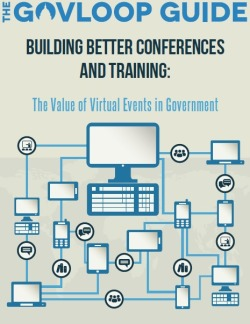 THE GOVLOOP GUIDE
BUILDING BETTER CONFERENCES
AND TRAINING:
The Value of Virtual Events in Government